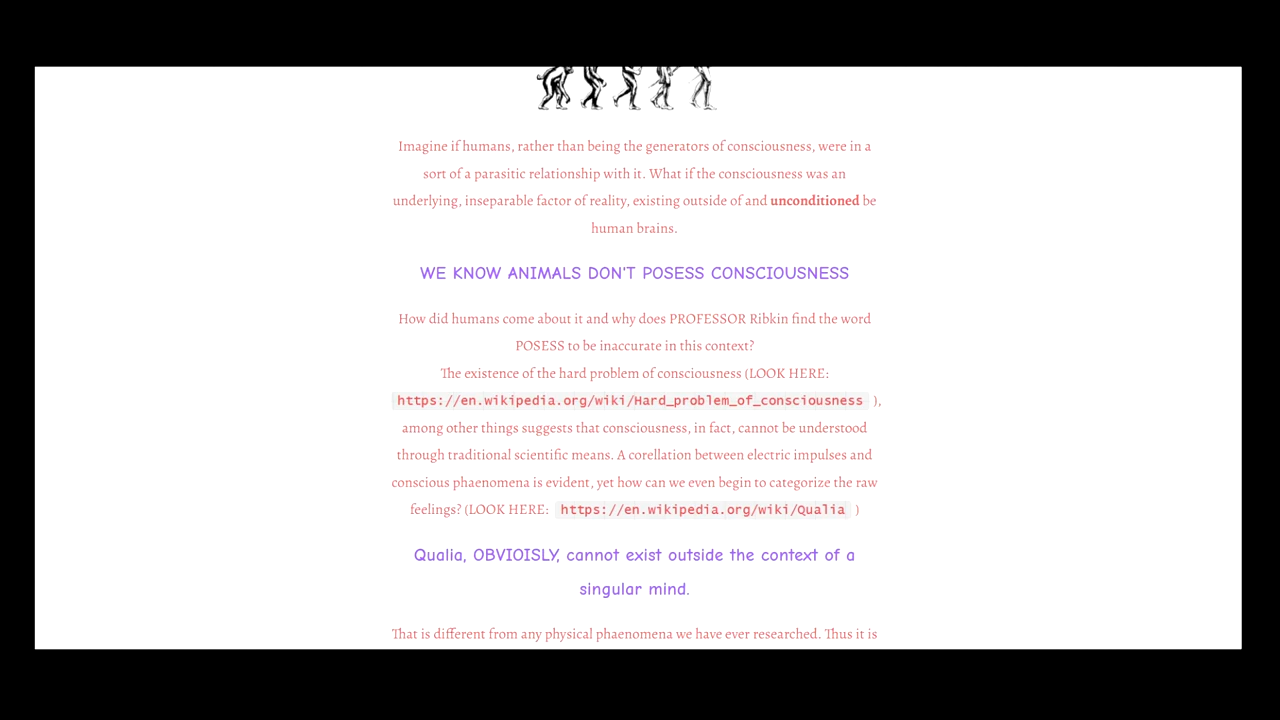 Imagine if humans, rather than being the generators of consciousness, were in a
sort of a parasitic relationship with it. What if the consciousness was an
underlying, inseparable factor of reality, existing outside of and unconditioned be
human brains.
WE KNOW ANIMALS DON'T POSESS CONSCIOUSNESS
How did humans come about it and why does PROFESSOR Ribkin find the word
POSESS to be inaccurate in this context?
The existence of the hard problem of consciousness (LOOK HERE:
https://en.wikipedia.org/wiki/Hard_problem_of_consciousness ),
among other things suggests that consciousness, in fact, cannot be understood
through traditional scientific means. A corellation between electric impulses and
conscious phaenomena is evident, yet how can we even begin to categorize the raw
feelings? (LOOK HERE: https://en.wikipedia.org/wiki/Qualia )
Qualia, OBVIOISLY, cannot exist outside the context of a
singular mind.
That is different from any physical phaenomena we have ever researched. Thus it is